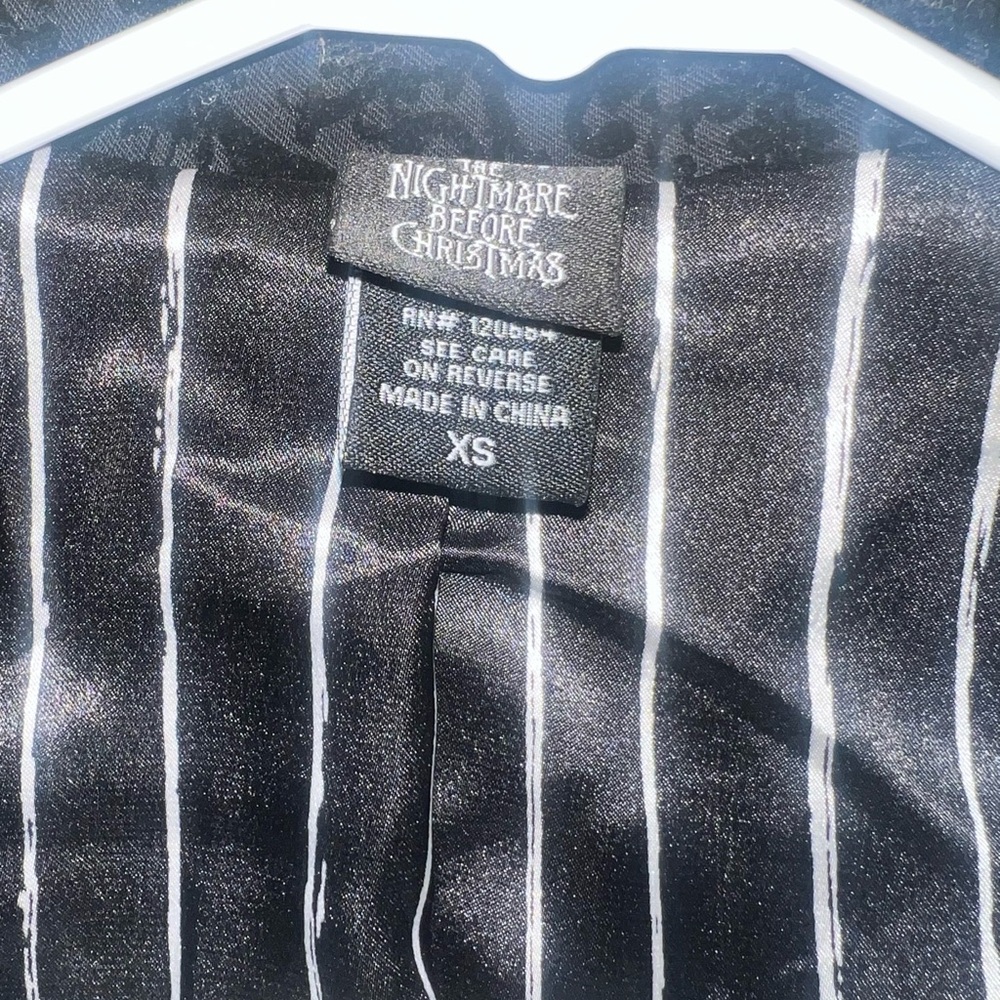 THE
NIGHTMARE
BEFORE
CHRISTMAS
RN#
SEE CARE
ON REVERSE
MADE IN CHINA
XS